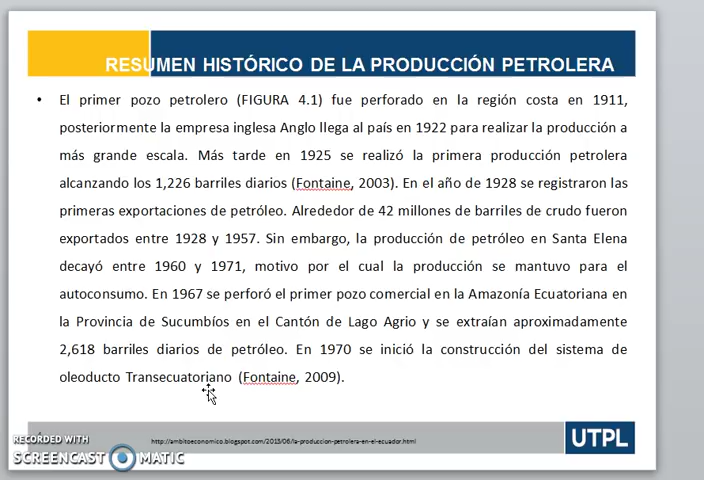 RESUMEN HISTÓRICO DE LA PRODUCCIÓN PETROLERA
• El primer pozo petrolero (FIGURA 4.1) fue perforado en la región costa en 1911,
posteriormente la empresa inglesa Anglo llega al país en 1922 para realizar la producción a
más grande escala. Más tarde en 1925 se realizó la primera producción petrolera
alcanzando los 1,226 barriles diarios (Fontaine, 2003). En el año de 1928 se registraron las
primeras exportaciones de petróleo. Alrededor de 42 millones de barriles de crudo fueron
exportados entre 1928 y 1957. Sin embargo, la producción de petróleo en Santa Elena
decayó entre 1960 y 1971, motivo por el cual la producción se mantuvo para el
autoconsumo. En 1967 se perforó el primer pozo comercial en la Amazonía Ecuatoriana en
la Provincia de Sucumbíos en el Cantón de Lago Agrio y se extraían aproximadamente
2,618 barriles diarios de petróleo. En 1970 se inició la construcción del sistema de
oleoducto Transecuatoriano (Fontaine, 2009).
http://ambitoeconomico.blogspot.com/2013/06/la-produccion-petrolera-en-el-ecuador.html
UTPL
RECORDED WITH
SCREENCAST MATIC